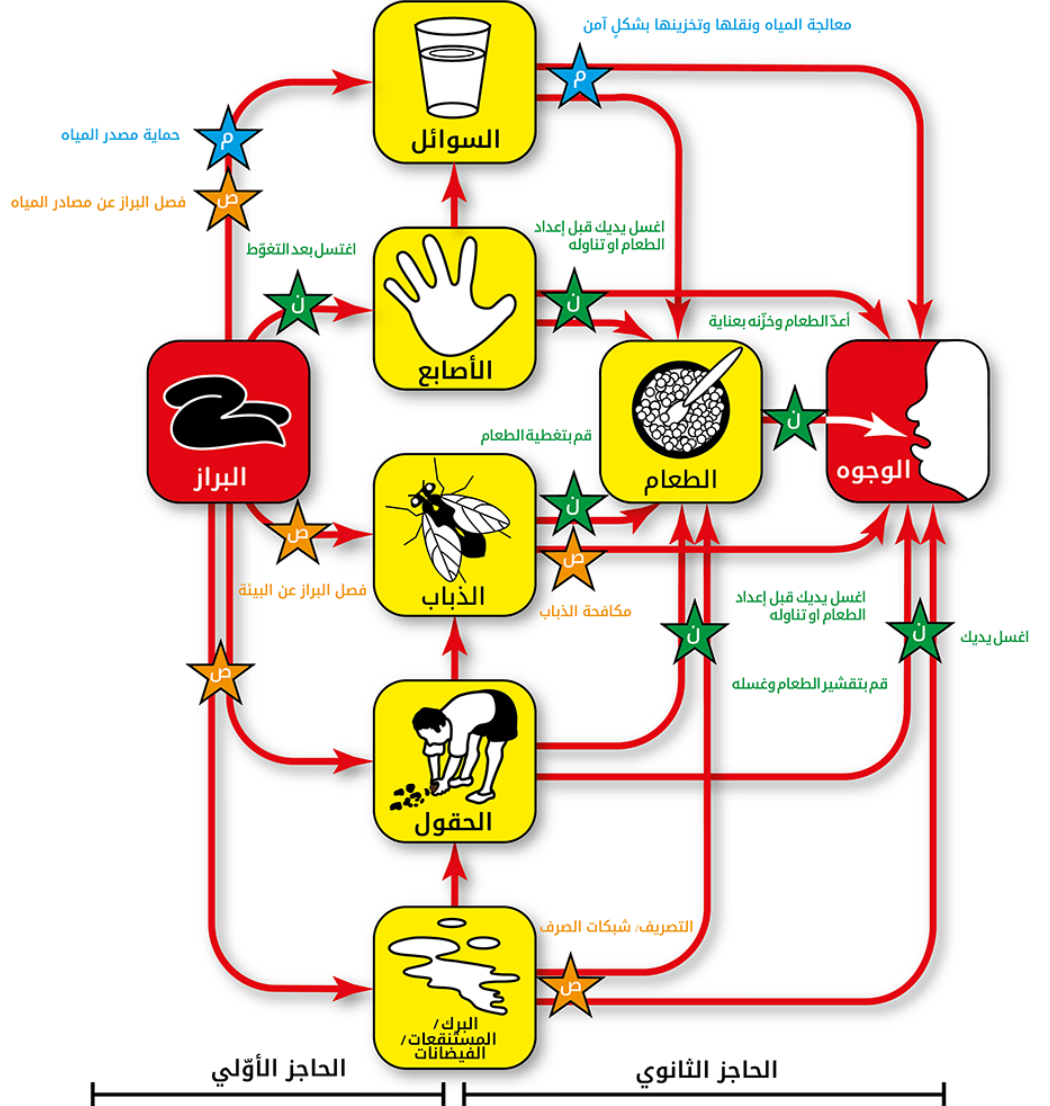 معالجة المياه ونقلها وتخزينها بشكلٍ آمن
م
السوائل
م
حماية مصدر المياه
ص
فصل البراز عن مصادر المياه
اغسل يديك قبل إعداد
الطعام او تناوله
اغتسل بعد التغوّط
ن
ن
أعدّ الطعام وخزّنه بعناية
الأصابع
ن
قم بتغطية الطعام
البراز
الطعام
الوجوه
ن
ص
ص
فصل البراز عن البيئة
الذباب
مكافحة الذباب
اغسل يديك قبل إعداد
الطعام او تناوله
ن
ن
اغسل يديك
ص
قم بتقشير الطعام وغسله
الحقول
التصريف/ شبكات الصرف
ص
البرك/
المستنقعات/
الفيضانات
الحاجز الأوّلي
الحاجز الثانوي